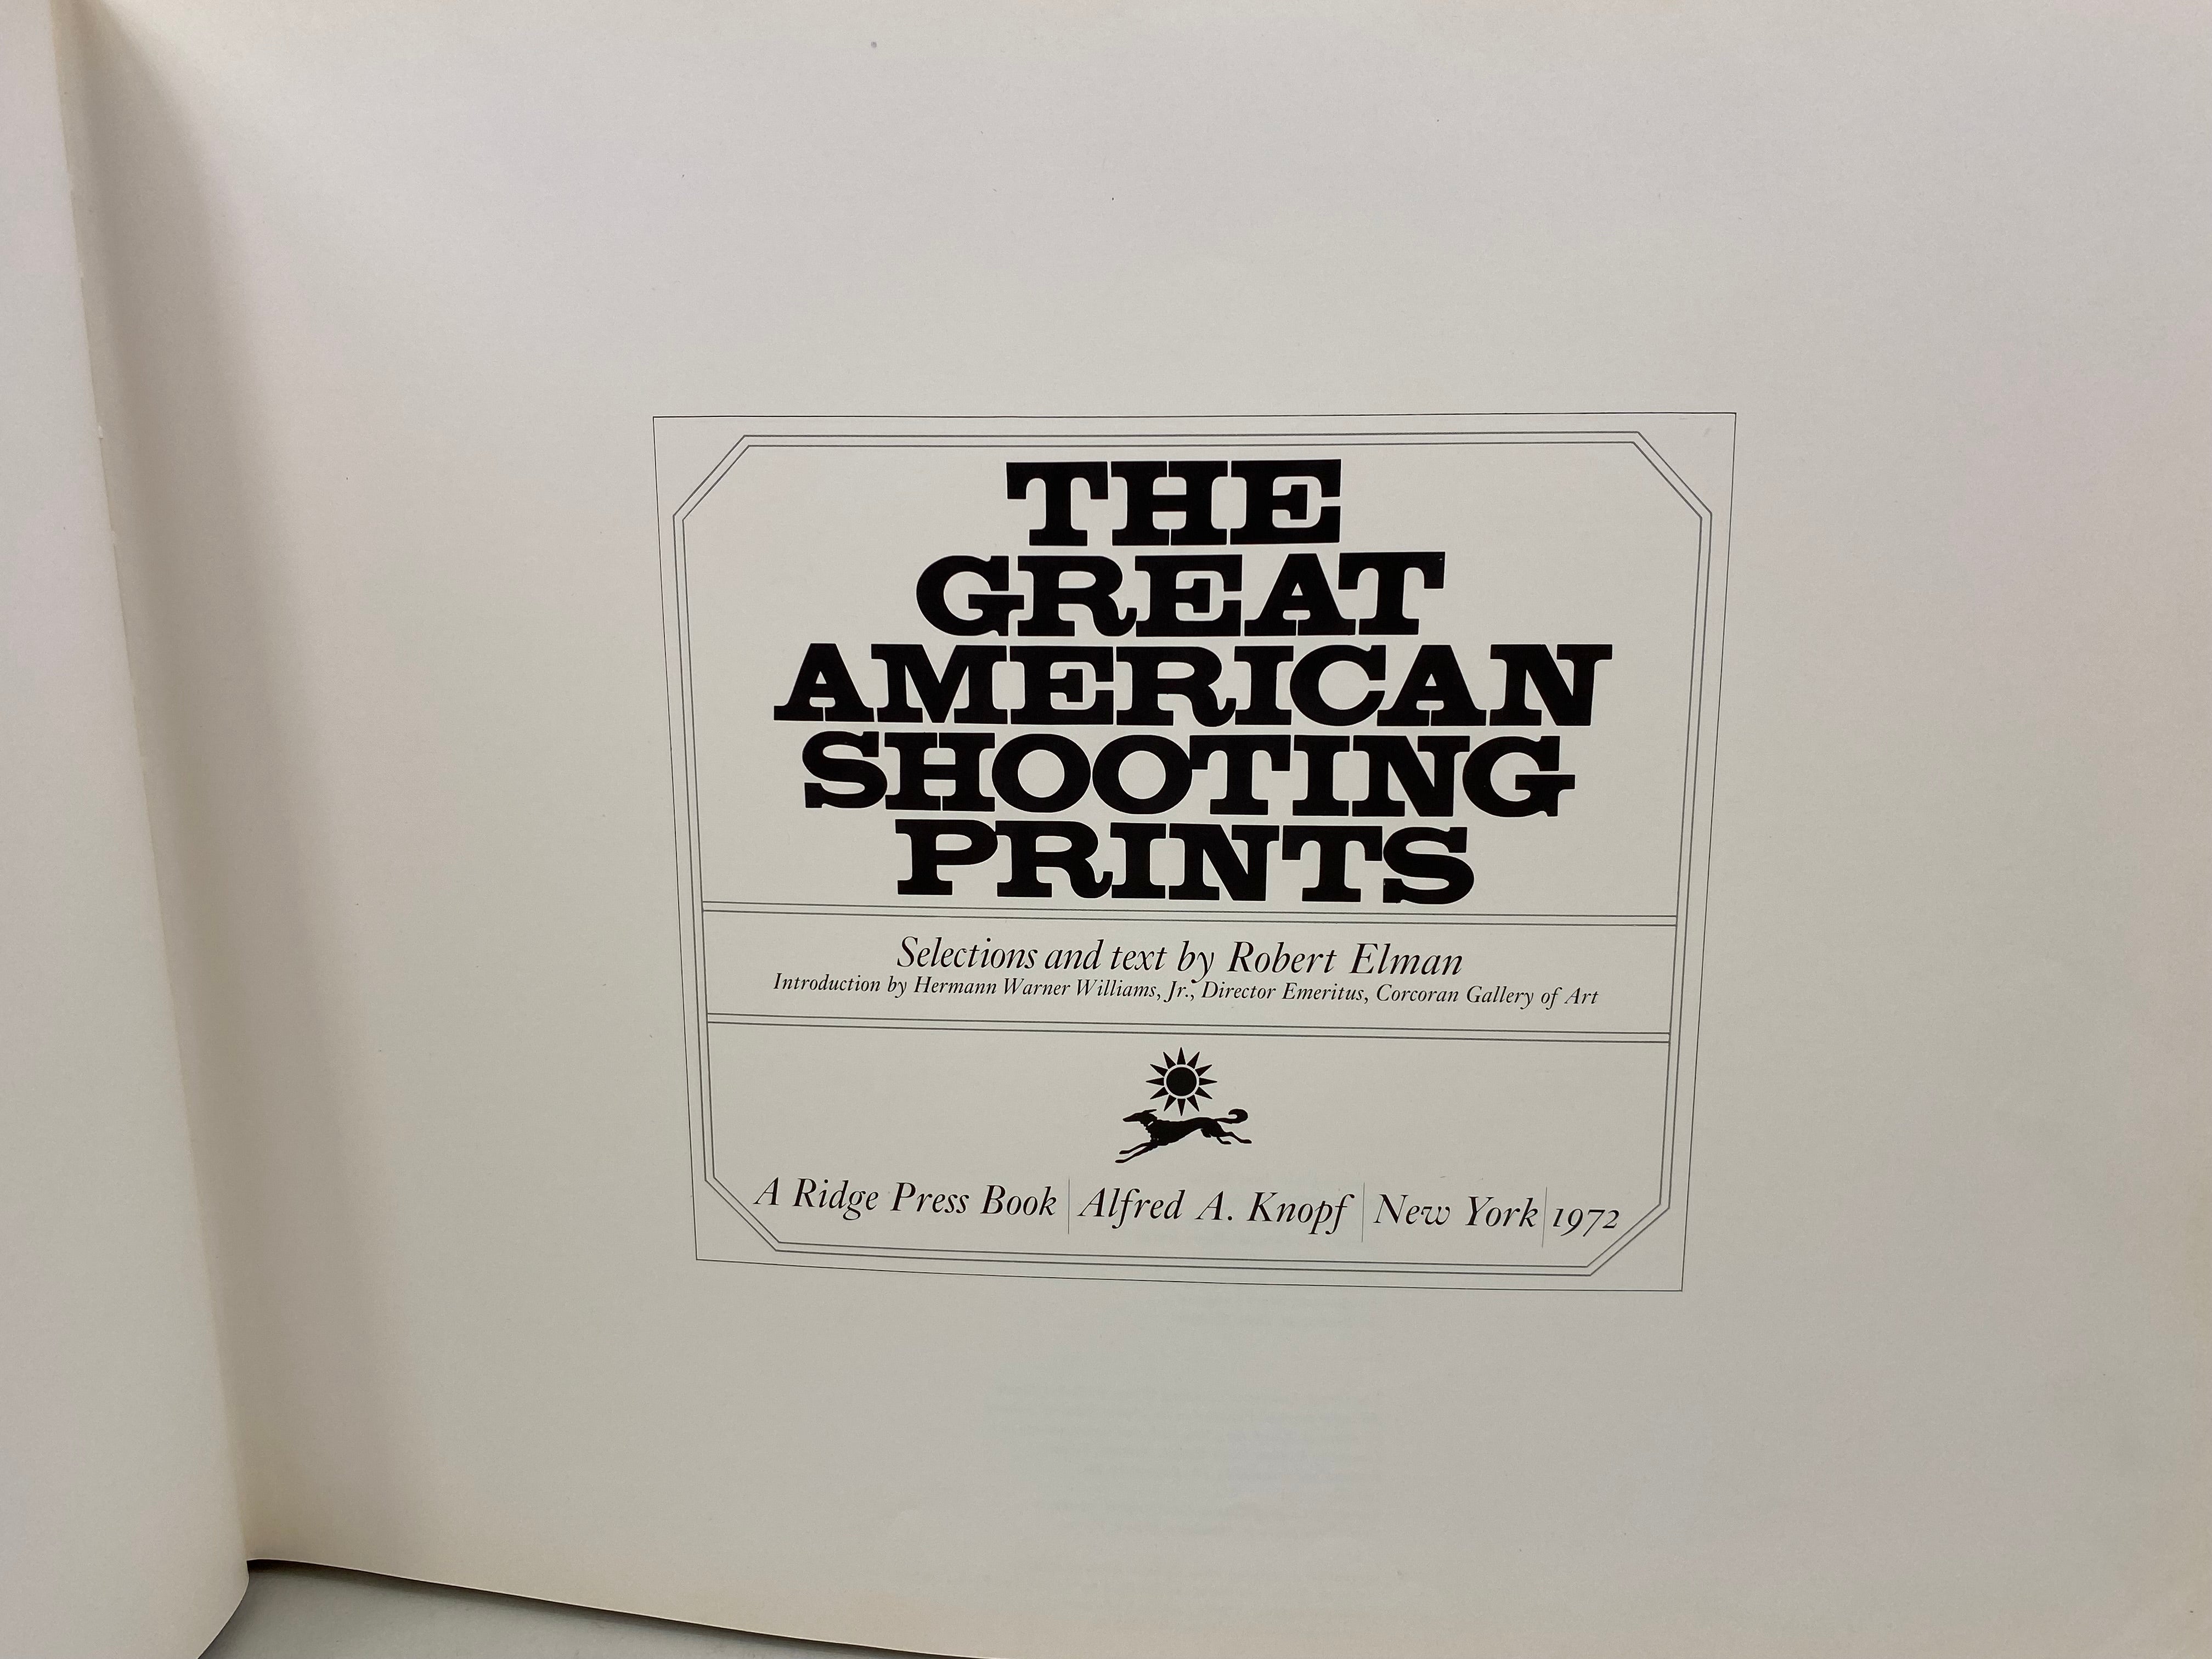 THE
GREAT
AMERICAN
SHOOTING
PRINTS
Selections and text by Robert Elman
Introduction by Hermann Warner Williams, Jr., Director Emeritus, Corcoran Gallery of Art
A Ridge Press Book | Alfred A. Knopf | New York | 1972